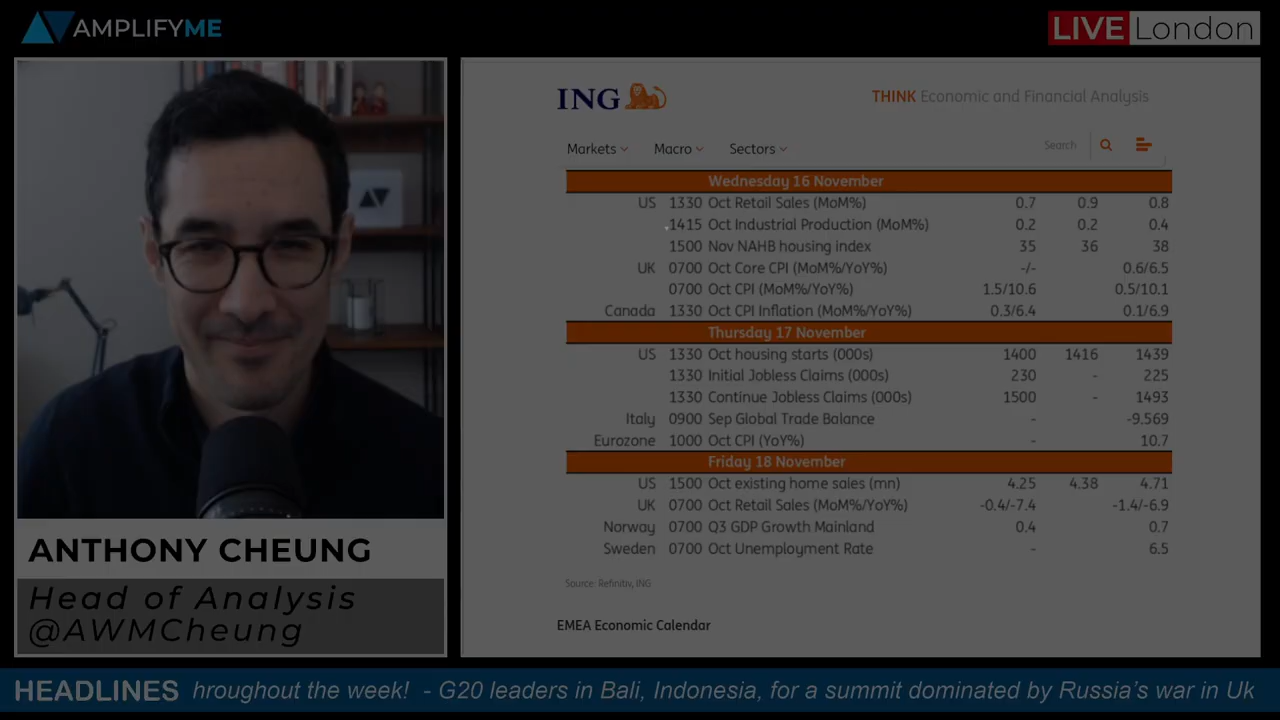 AMPLIFYME
LIVE London
ING
THINK Economic and Financial Analysis
Markets Macro Sectors
Search
Wednesday 16 November
US 1330 Oct Retail Sales (MoM%) 0.7 0.9 0.8
1415 Oct Industrial Production (MoM%) 0.2 0.2 0.4
1500 Nov NAHB housing index 35 36 38
UK 0700 Oct Core CPI (MoM%/YoY%) -/- 0.6/6.5
0700 Oct CPI (MoM%/YoY%) 1.5/10.6 0.5/10.1
Canada 1330 Oct CPI Inflation (MoM%/YoY%) 0.3/6.4 0.1/6.9
Thursday 17 November
US 1330 Oct housing starts (000s) 1400 1416 1439
1330 Initial Jobless Claims (000s) 230 - 225
1330 Continue Jobless Claims (000s) 1500 - 1493
Italy 0900 Sep Global Trade Balance - -9.569
Eurozone 1000 Oct CPI (YoY%) - 10.7
Friday 18 November
US 1500 Oct existing home sales (mn) 4.25 4.38 4.71
UK 0700 Oct Retail Sales (MoM%/YoY%) -0.4/-7.4 -1.4/-6.9
Norway 0700 Q3 GDP Growth Mainland 0.4 0.7
Sweden 0700 Oct Unemployment Rate - 6.5
Source: Refinitiv, ING
EMEA Economic Calendar
ANTHONY CHEUNG
Head of Analysis
@AWMCheung
HEADLINES hroughout the week! - G20 leaders in Bali, Indonesia, for a summit dominated by Russia's war in Uk